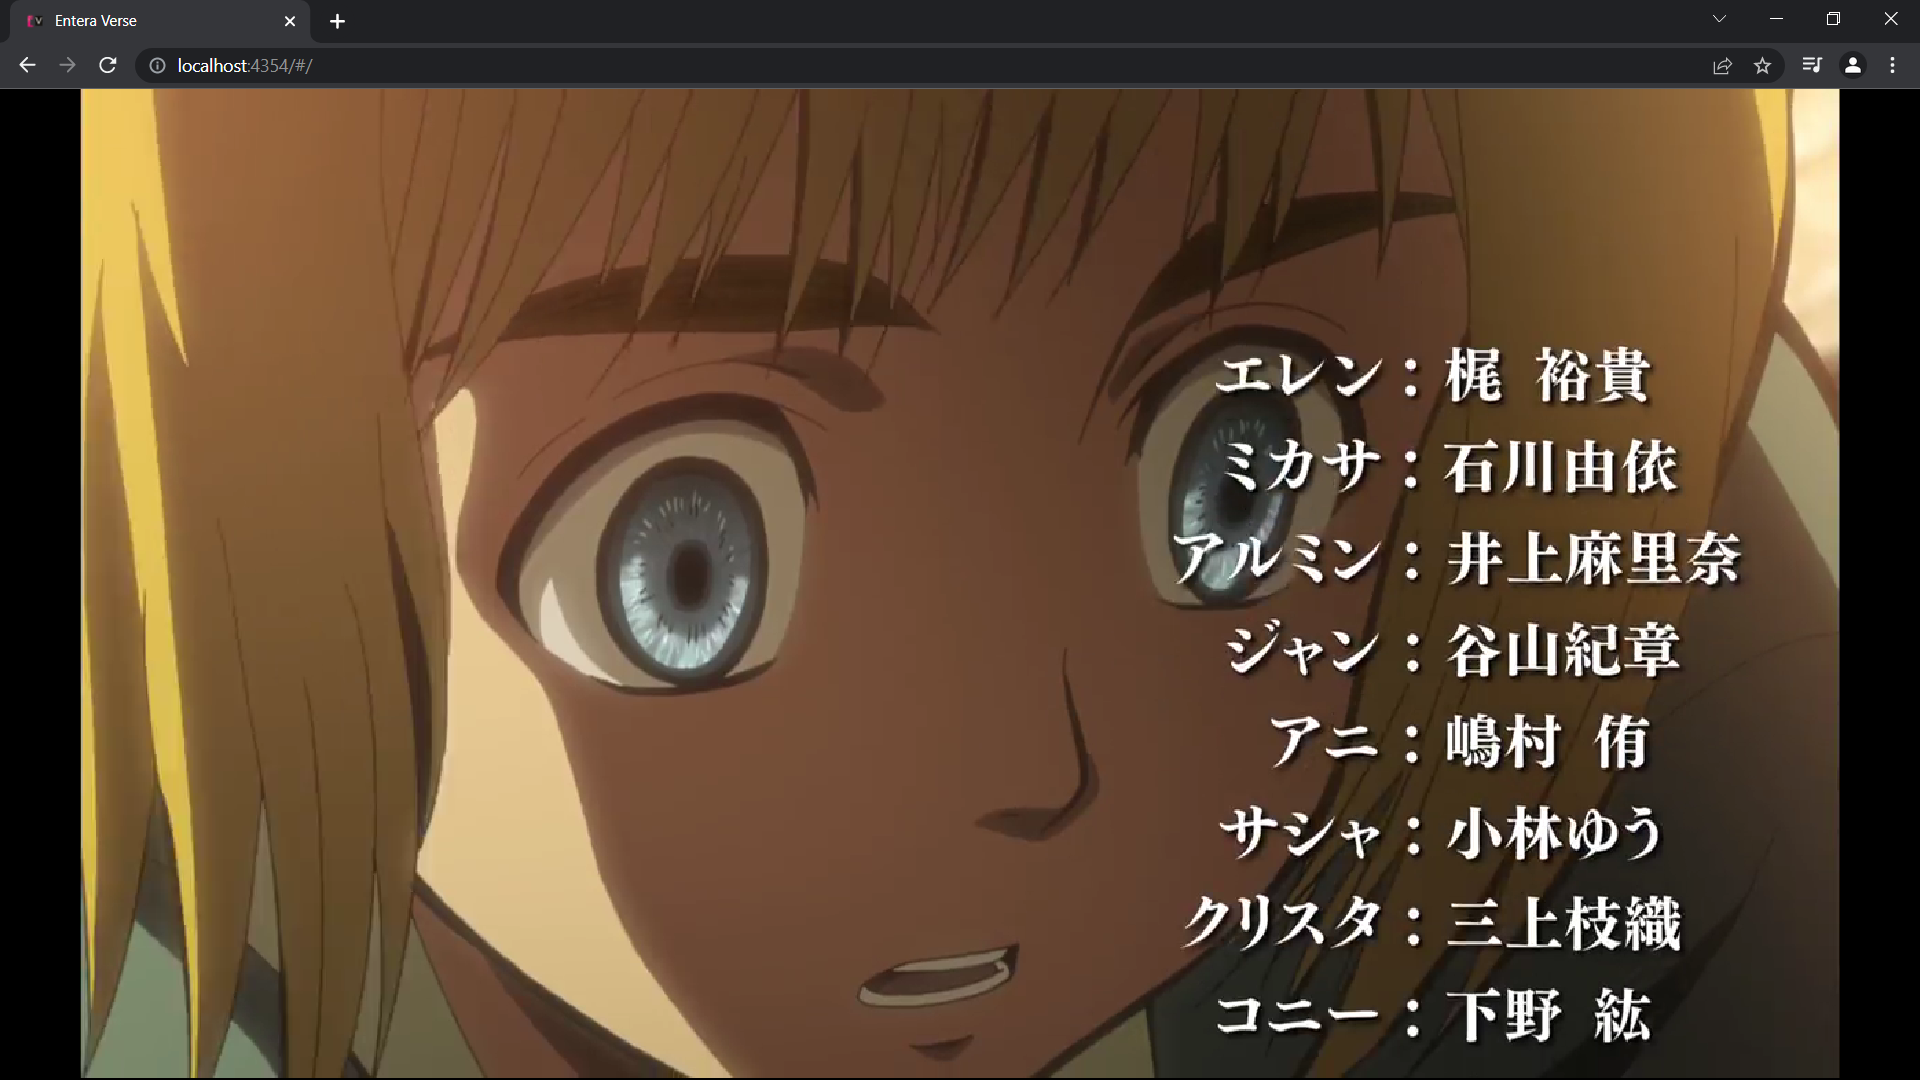 Entera Verse
localhost:4354/#/
エレン：梶 裕貴
ミカサ：石川由依
アルミン：井上麻里奈
ジャン：谷山紀章
アニ：嶋村 侑
サシャ：小林ゆう
クリスタ：三上枝織
コニー：下野 紘